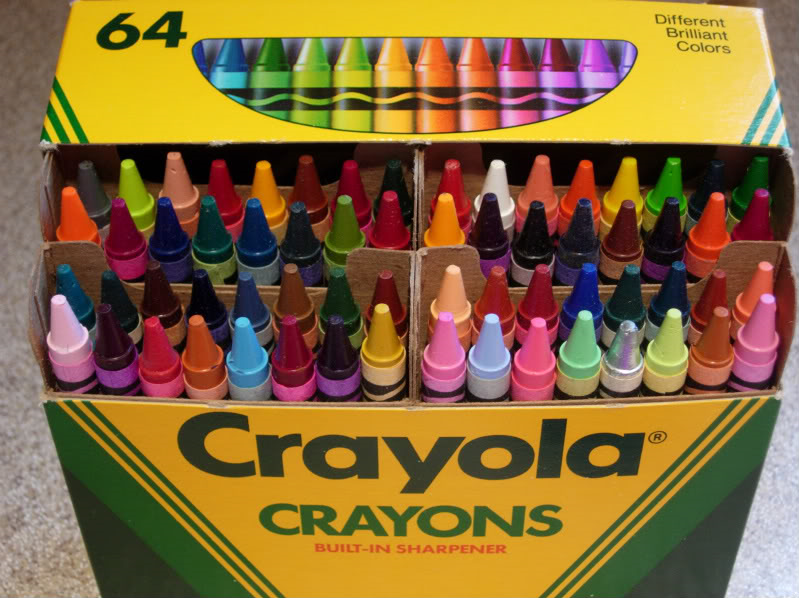 64
Different
Brilliant
Colors
Crayola®
CRAYONS
BUILT-IN SHARPENER